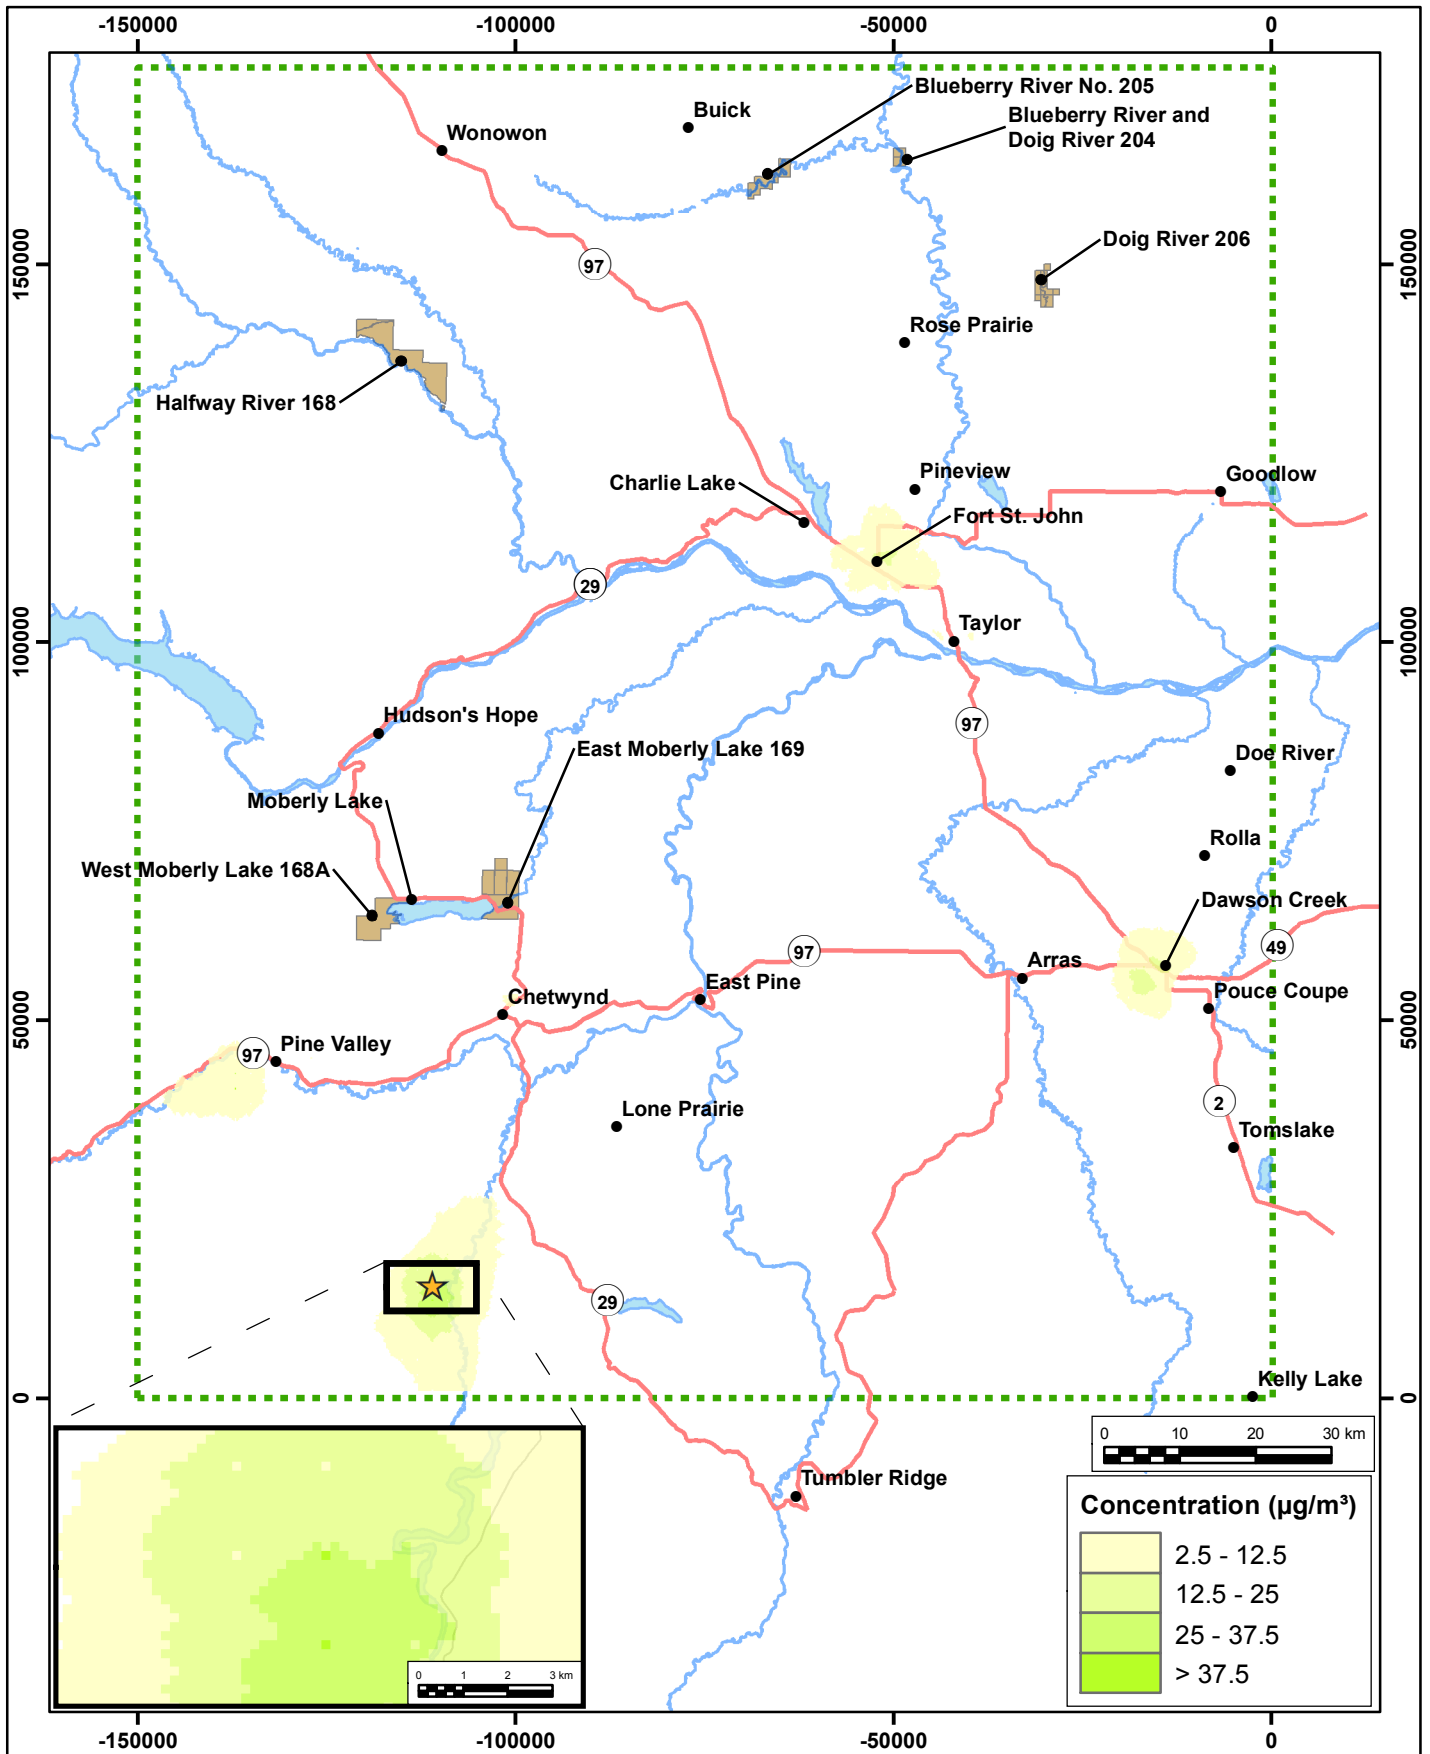 -150000 -100000 -50000 0
Blueberry River No. 205
Buick
Blueberry River and
Doig River 204
Wonowon
150000
150000
Doig River 206
97
Rose Prairie
Halfway River 168
Pineview
Goodlow
Charlie Lake
Fort St. John
29
100000
100000
Taylor
Hudson's Hope
97
East Moberly Lake 169
Doe River
Moberly Lake
Rolla
West Moberly Lake 168A
Dawson Creek
97
49
Arras
East Pine
Pouce Coupe
Chetwynd
50000
50000
97
Pine Valley
2
Lone Prairie
Tomslake
29
Kelly Lake
0
0
0 10 20 30 km
Tumbler Ridge
Concentration (µg/m³)
2.5 - 12.5
12.5 - 25
25 - 37.5
> 37.5
0 1 2 3 km
-150000 -100000 -50000 0